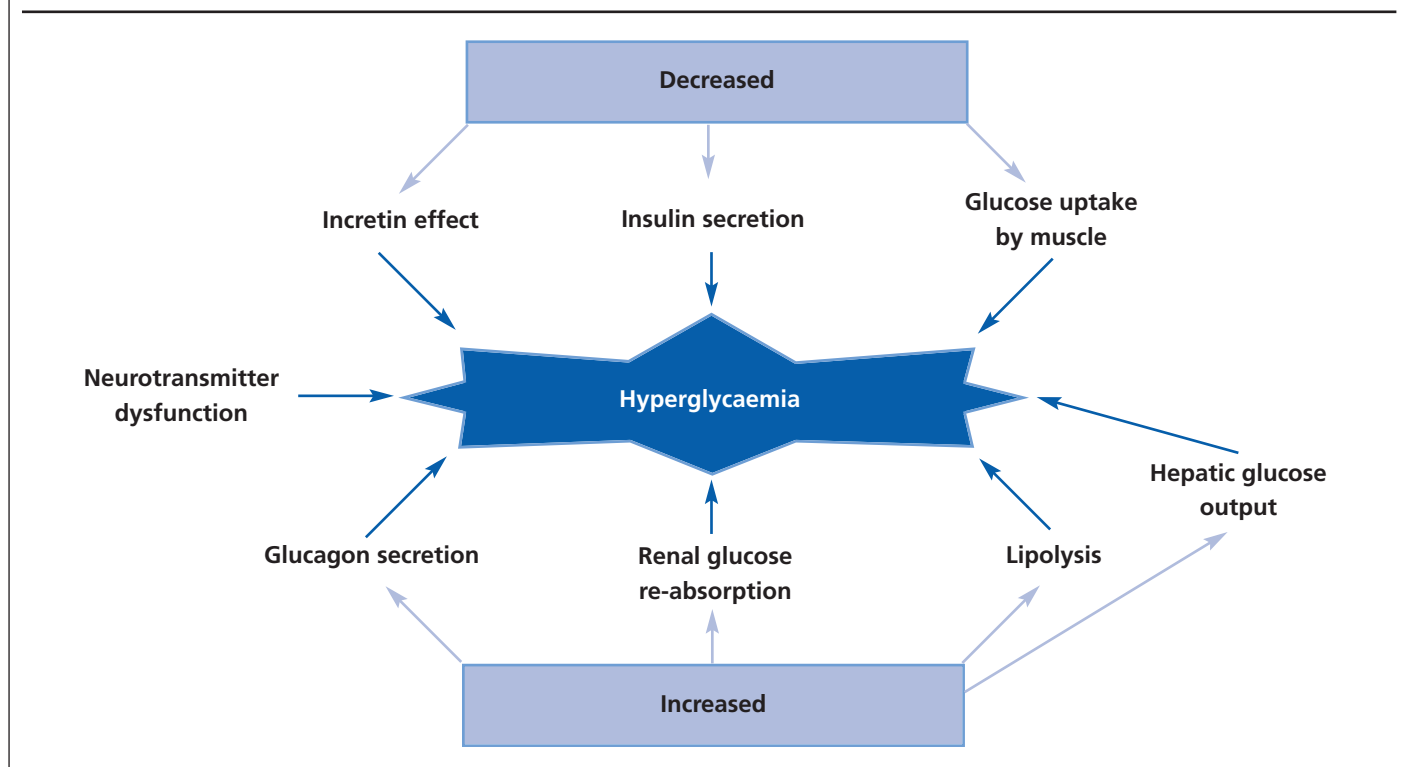 Decreased
Incretin effect
Insulin secretion
Glucose uptake
by muscle
Neurotransmitter
dysfunction
Hyperglycaemia
Hepatic glucose
output
Glucagon secretion
Renal glucose
re-absorption
Lipolysis
Increased